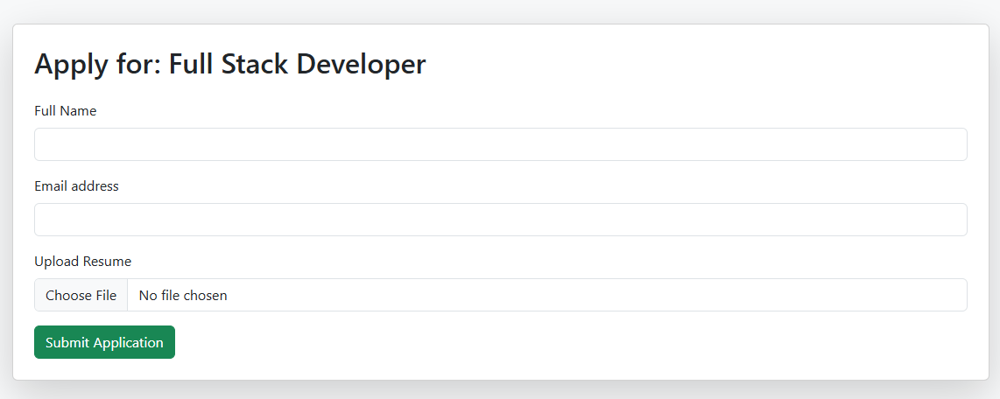 Apply for: Full Stack Developer
Full Name
Email address
Upload Resume
Choose File No file chosen
Submit Application